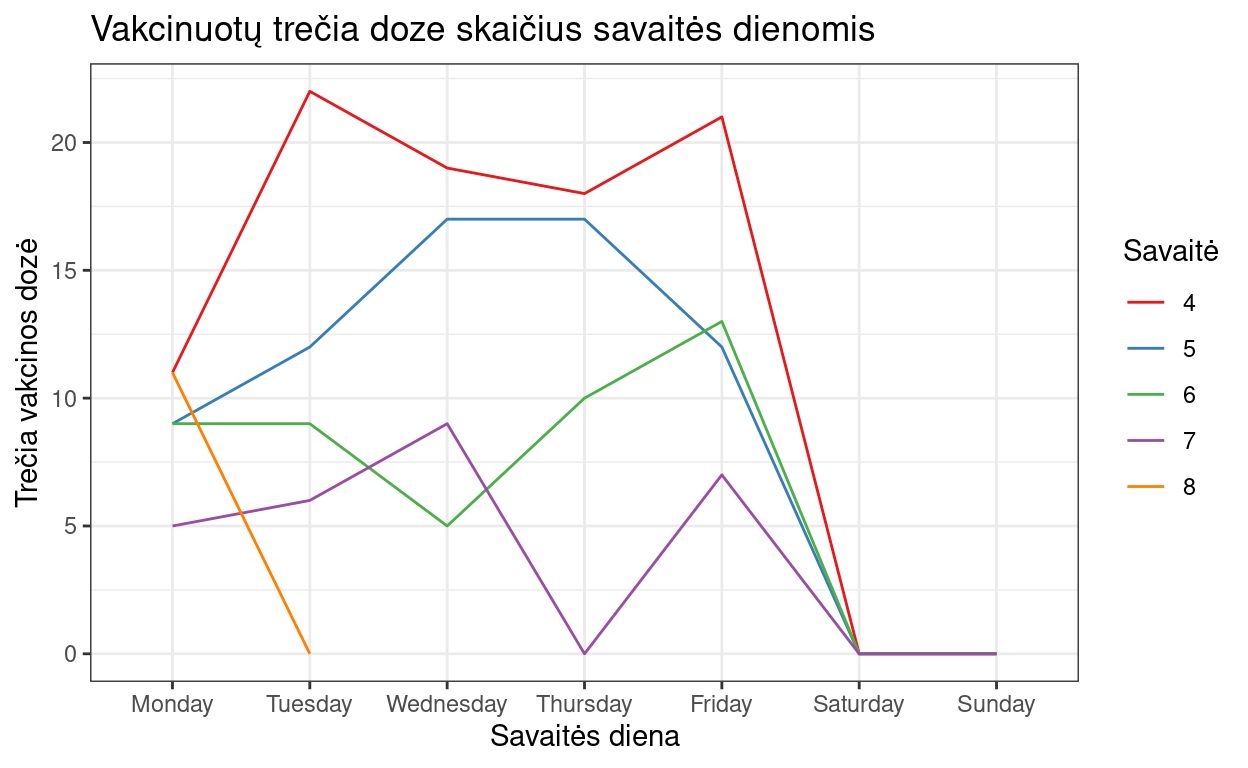 Vakcinuotų trečia doze skaičius savaitės dienomis
Trečia vakcinos dozė
20
15
10
5
0
Monday Tuesday Wednesday Thursday Friday Saturday Sunday
Savaitės diena
Savaitė
4
5
6
7
8